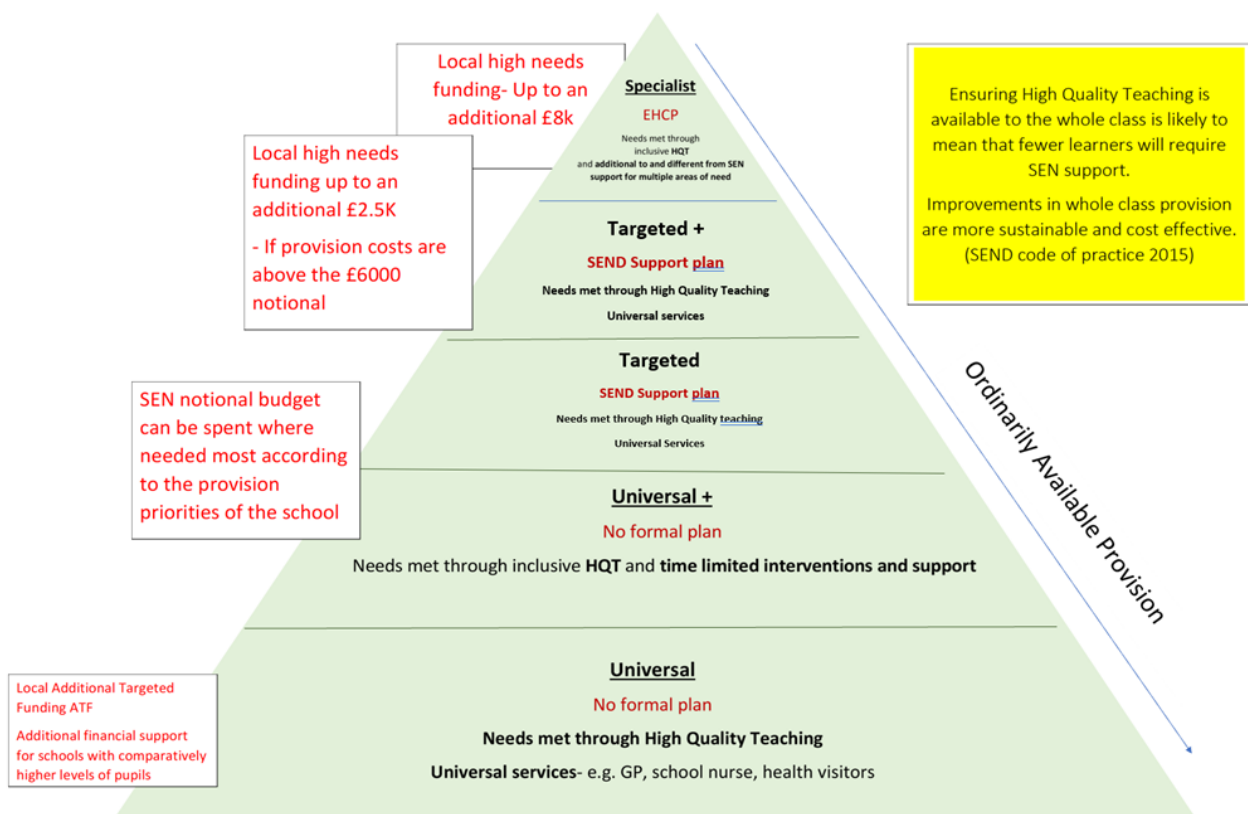 Local high needs
funding- Up to an
additional £8k
Local high needs
funding up to an
additional £2.5K
- If provision costs are
above the £6000
notional
SEN notional budget
can be spent where
needed most according
to the provision
priorities of the school
Local Additional Targeted
Funding ATF
Additional financial support
for schools with comparatively
higher levels of pupils
Specialist
EHCP
Needs met through
inclusive HQT
and additional to and different from SEN
support for multiple areas of need
Targeted +
SEND Support plan
Needs met through High Quality Teaching
Universal services
Targeted
SEND Support plan
Needs met through High Quality teaching
Universal Services
Universal +
No formal plan
Needs met through inclusive HQT and time limited interventions and support
Universal
No formal plan
Needs met through High Quality Teaching
Universal services- e.g. GP, school nurse, health visitors
Ensuring High Quality Teaching is
available to the whole class is likely to
mean that fewer learners will require
SEN support.
Improvements in whole class provision
are more sustainable and cost effective.
(SEND code of practice 2015)
Ordinarily Available Provision